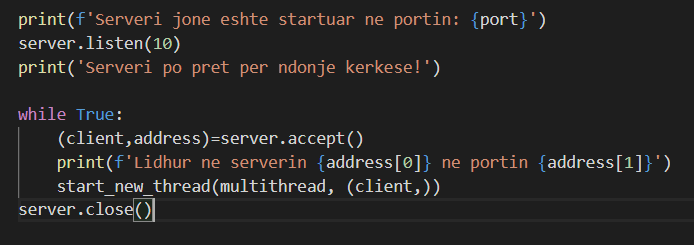 print(f'Serveri jone eshte startuar ne portin: {port}')
server.listen(10)
print('Serveri po pret per ndonje kerkese!')
while True:
    (client,address)=server.accept()
    print(f'Lidhur ne serverin {address[0]} ne portin {address[1]}')
    start_new_thread(multithread, (client,))
server.close()